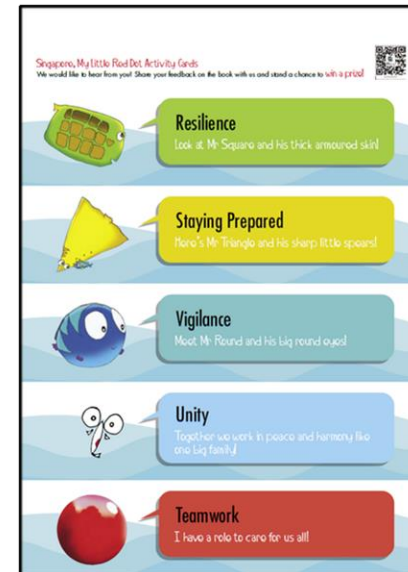 Singapore, My Little Red Dot Activity Cards
We would like to hear from you! Share your feedback on the book with us and stand a chance to win a prize!
Resilience
Look at Mr Square and his thick armoured skin!
Staying Prepared
Here's Mr Triangle and his sharp little spears!
Vigilance
Meet Mr Round and his big round eyes!
Unity
Together we work in peace and harmony like
one big family!
Teamwork
I have a role to care for us all!